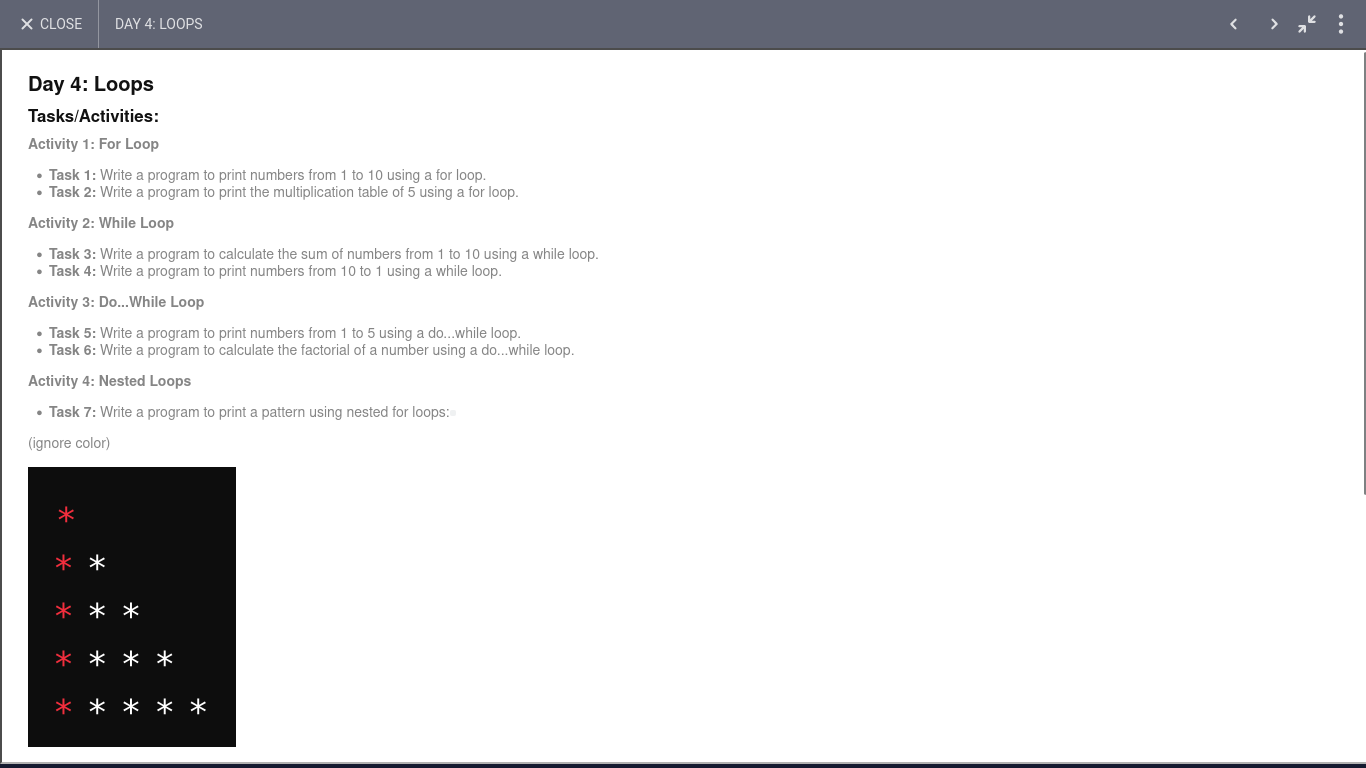 CLOSE DAY 4: LOOPS
Day 4: Loops
Tasks/Activities:
Activity 1: For Loop
• Task 1: Write a program to print numbers from 1 to 10 using a for loop.
• Task 2: Write a program to print the multiplication table of 5 using a for loop.
Activity 2: While Loop
• Task 3: Write a program to calculate the sum of numbers from 1 to 10 using a while loop.
• Task 4: Write a program to print numbers from 10 to 1 using a while loop.
Activity 3: Do...While Loop
• Task 5: Write a program to print numbers from 1 to 5 using a do...while loop.
• Task 6: Write a program to calculate the factorial of a number using a do...while loop.
Activity 4: Nested Loops
• Task 7: Write a program to print a pattern using nested for loops:
(ignore color)
*
* *
* * *
* * * *
* * * * *